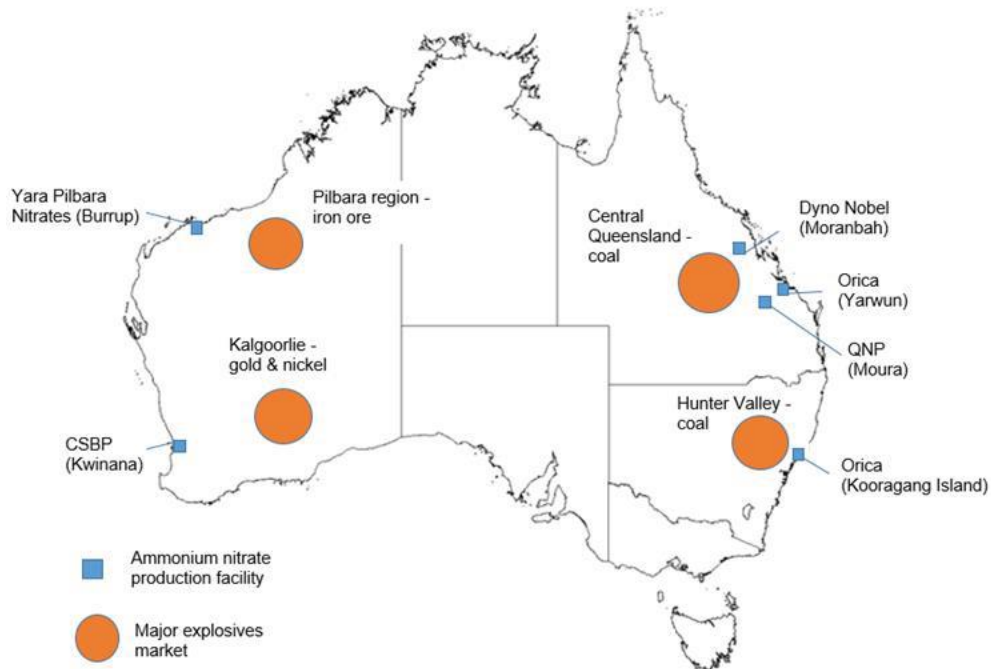 Yara Pilbara
Nitrates (Burrup)
Pilbara region -
iron ore
Central
Queensland -
coal
Dyno Nobel
(Moranbah)
Orica
(Yarwun)
QNP
(Moura)
Kalgoorlie -
gold & nickel
Hunter Valley -
coal
CSBP
(Kwinana)
Orica
(Kooragang Island)
Ammonium nitrate
production facility
Major explosives
market